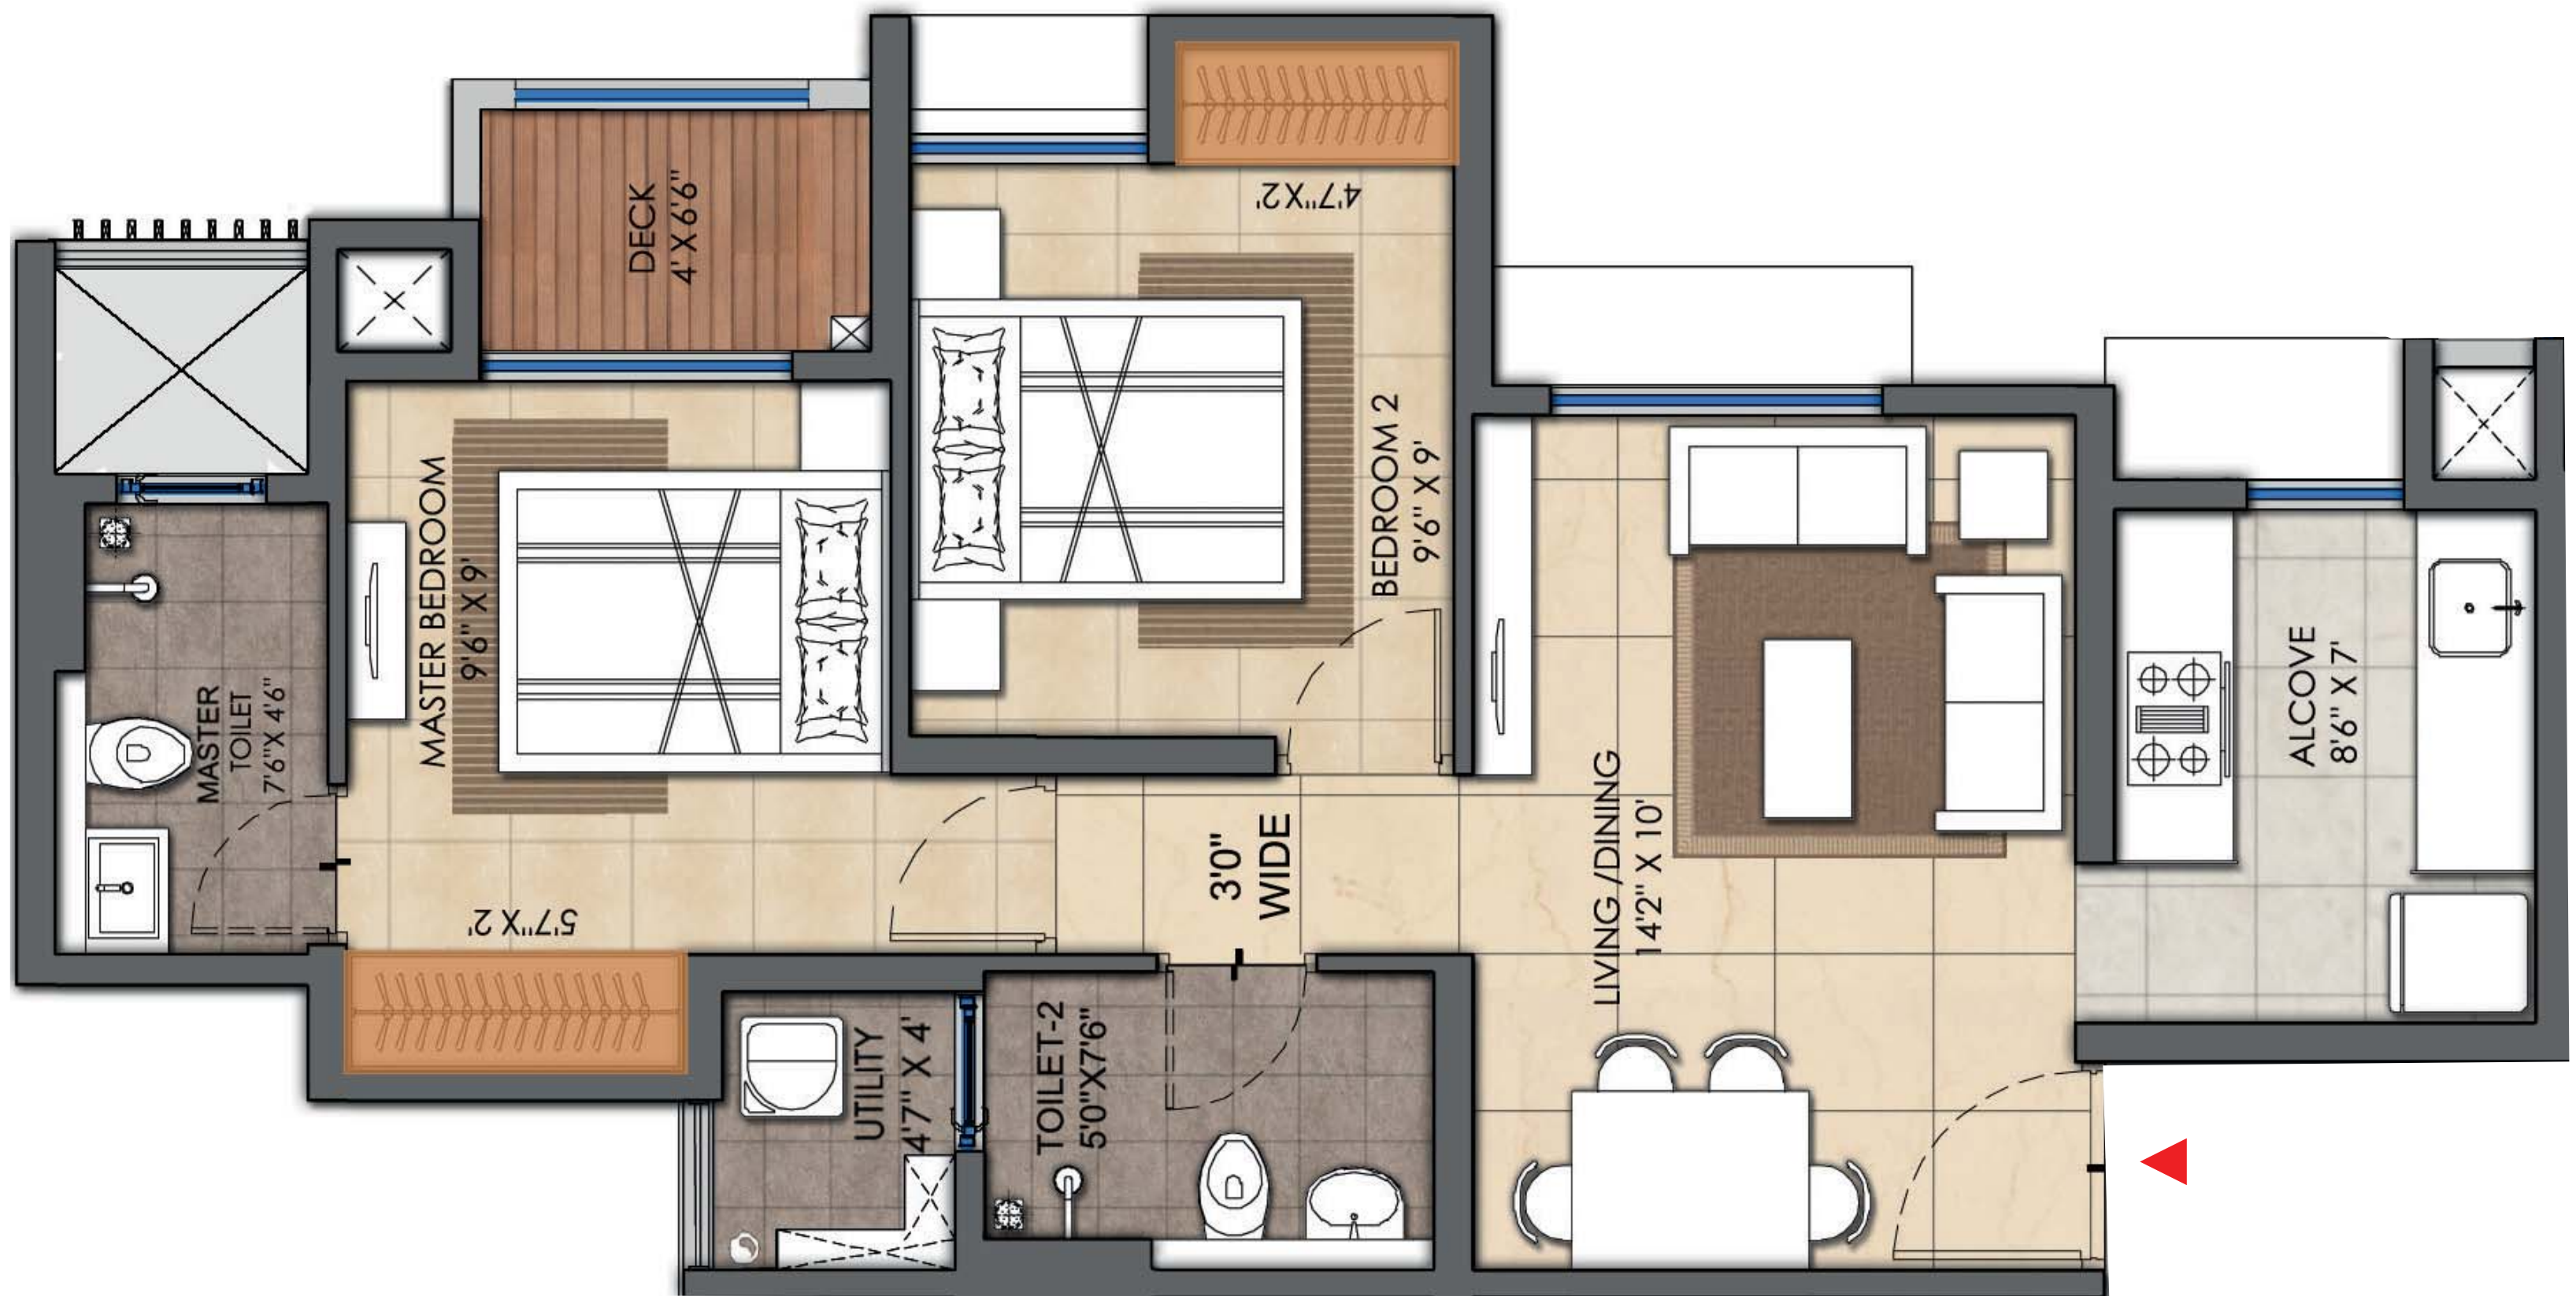 DECK
4' X 6'6"
4'7"X2'
MASTER BEDROOM
9'6" X 9'
BEDROOM 2
9'6" X 9'
MASTER
TOILET
7'6"X 4'6"
5'7"X 2'
3'0"
WIDE
LIVING /DINING
14'2" X 10'
ALCOVE
8'6" X 7'
UTILITY
4'7" X 4'
TOILET-2
5'0"X7'6"